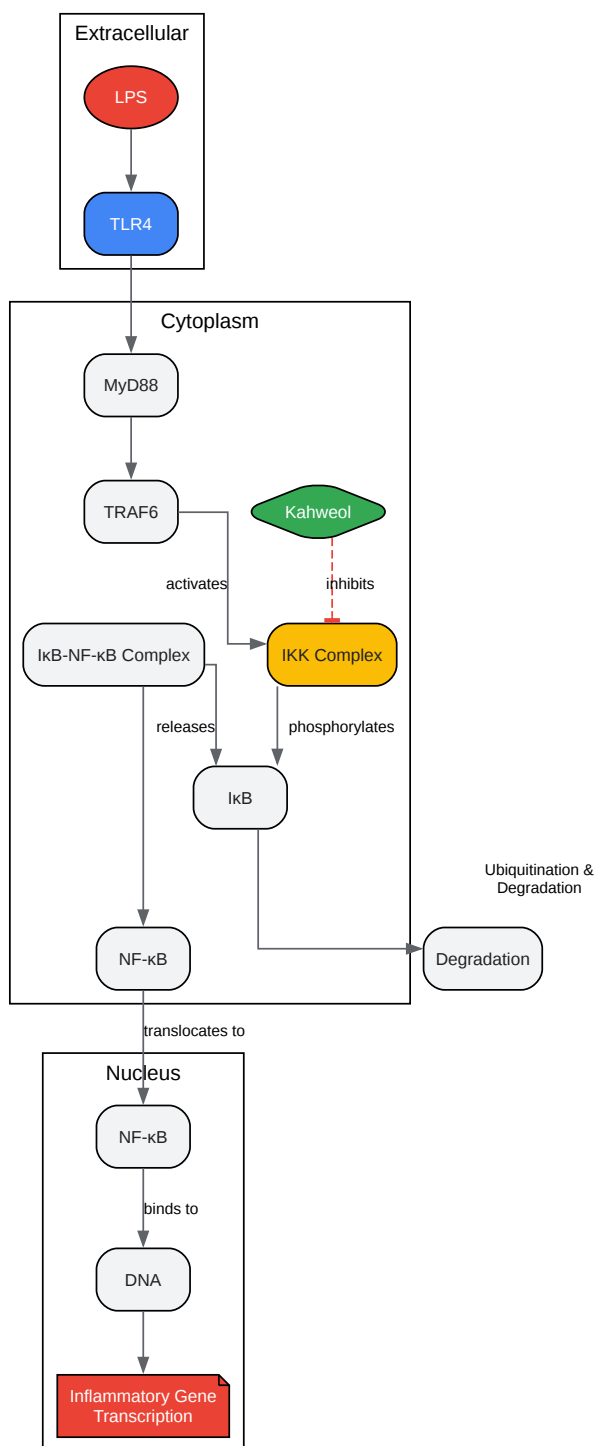 Extracellular
LPS
TLR4
Cytoplasm
MyD88
TRAF6
Kahweol
activates
inhibits
IκB-NF-κB Complex
IKK Complex
releases
phosphorylates
IκB
Ubiquitination &
Degradation
NF-κB
Degradation
translocates to
Nucleus
NF-κB
binds to
DNA
Inflammatory Gene
Transcription